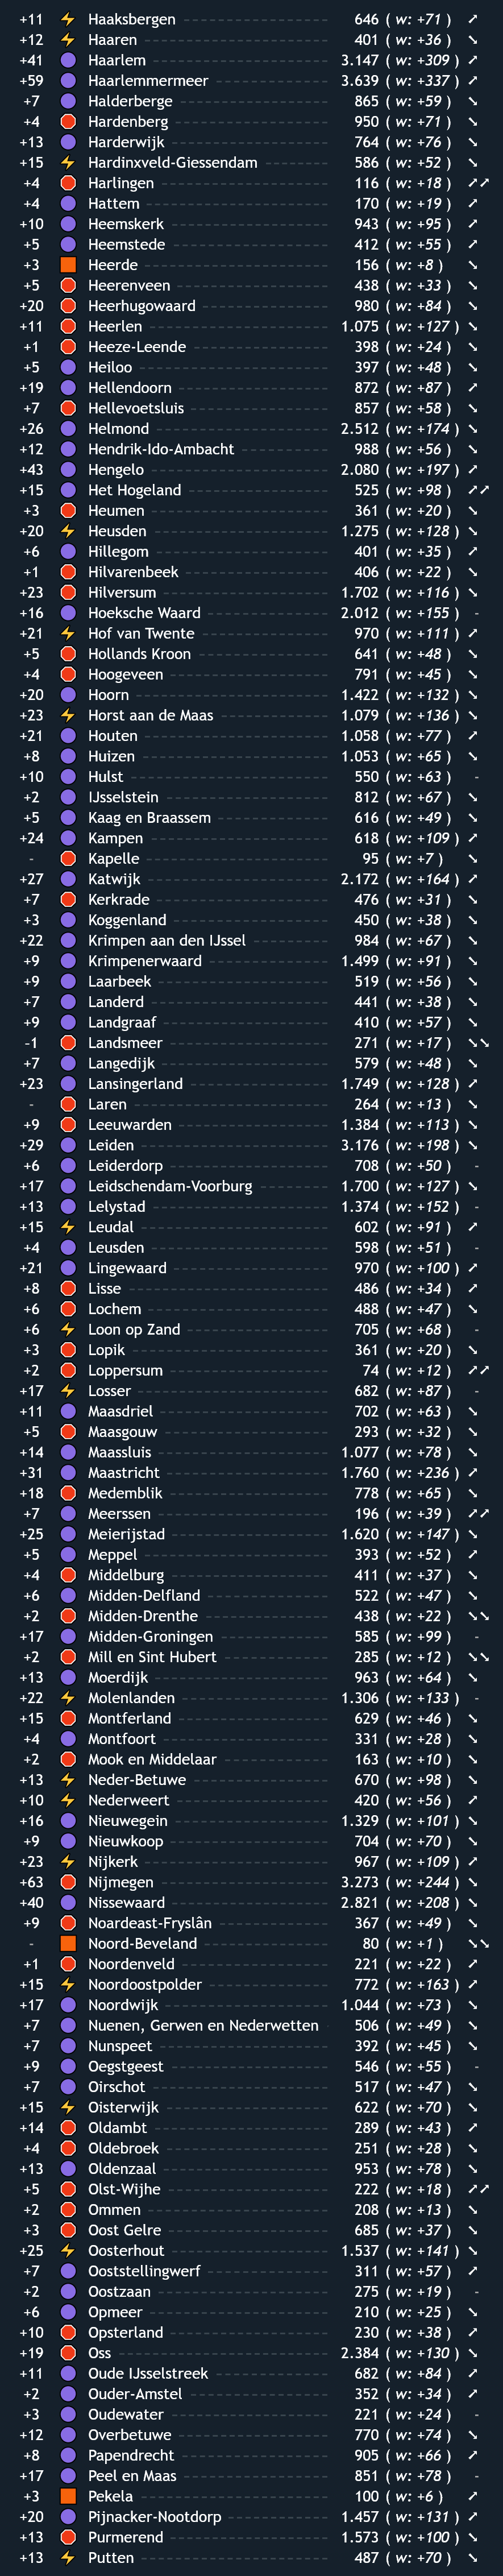 +11 Haaksbergen 646 ( w: +71 )
+12 Haaren 401 ( w: +36 )
+41 Haarlem 3.147 ( w: +309 )
+59 Haarlemmermeer 3.639 ( w: +337 )
+7 Halderberge 865 ( w: +59 )
+4 Hardenberg 950 ( w: +71 )
+13 Harderwijk 764 ( w: +76 )
+15 Hardinxveld-Giessendam 586 ( w: +52 )
+4 Harlingen 116 ( w: +18 )
+4 Hattem 170 ( w: +19 )
+10 Heemskerk 943 ( w: +95 )
+5 Heemstede 412 ( w: +55 )
+3 Heerde 156 ( w: +8 )
+5 Heerenveen 438 ( w: +33 )
+20 Heerhugowaard 980 ( w: +84 )
+11 Heerlen 1.075 ( w: +127 )
+1 Heeze-Leende 398 ( w: +24 )
+5 Heiloo 397 ( w: +48 )
+19 Hellendoorn 872 ( w: +87 )
+7 Hellevoetsluis 857 ( w: +58 )
+26 Helmond 2.512 ( w: +174 )
+12 Hendrik-Ido-Ambacht 988 ( w: +56 )
+43 Hengelo 2.080 ( w: +197 )
+15 Het Hogeland 525 ( w: +98 )
+3 Heumen 361 ( w: +20 )
+20 Heusden 1.275 ( w: +128 )
+6 Hillegom 401 ( w: +35 )
+1 Hilvarenbeek 406 ( w: +22 )
+23 Hilversum 1.702 ( w: +116 )
+16 Hoeksche Waard 2.012 ( w: +155 ) -
+21 Hof van Twente 970 ( w: +111 )
+5 Hollands Kroon 641 ( w: +48 )
+4 Hoogeveen 791 ( w: +45 )
+20 Hoorn 1.422 ( w: +132 )
+23 Horst aan de Maas 1.079 ( w: +136 )
+21 Houten 1.058 ( w: +77 )
+8 Huizen 1.053 ( w: +65 )
+10 Hulst 550 ( w: +63 ) -
+2 IJsselstein 812 ( w: +67 )
+5 Kaag en Braassem 616 ( w: +49 )
+24 Kampen 618 ( w: +109 )
- Kapelle 95 ( w: +7 )
+27 Katwijk 2.172 ( w: +164 )
+7 Kerkrade 476 ( w: +31 )
+3 Koggenland 450 ( w: +38 )
+22 Krimpen aan den IJssel 984 ( w: +67 )
+9 Krimpenerwaard 1.499 ( w: +91 )
+9 Laarbeek 519 ( w: +56 )
+7 Landerd 441 ( w: +38 )
+9 Landgraaf 410 ( w: +57 )
-1 Landsmeer 271 ( w: +17 )
+7 Langedijk 579 ( w: +48 )
+23 Lansingerland 1.749 ( w: +128 )
- Laren 264 ( w: +13 )
+9 Leeuwarden 1.384 ( w: +113 )
+29 Leiden 3.176 ( w: +198 )
+6 Leiderdorp 708 ( w: +50 ) -
+17 Leidschendam-Voorburg 1.700 ( w: +127 )
+13 Lelystad 1.374 ( w: +152 ) -
+15 Leudal 602 ( w: +91 )
+4 Leusden 598 ( w: +51 ) -
+21 Lingewaard 970 ( w: +100 )
+8 Lisse 486 ( w: +34 )
+6 Lochem 488 ( w: +47 )
+6 Loon op Zand 705 ( w: +68 ) -
+3 Lopik 361 ( w: +20 )
+2 Loppersum 74 ( w: +12 )
+17 Losser 682 ( w: +87 ) -
+11 Maasdriel 702 ( w: +63 )
+5 Maasgouw 293 ( w: +32 )
+14 Maassluis 1.077 ( w: +78 )
+31 Maastricht 1.760 ( w: +236 )
+18 Medemblik 778 ( w: +65 )
+7 Meerssen 196 ( w: +39 )
+25 Meierijstad 1.620 ( w: +147 )
+5 Meppel 393 ( w: +52 )
+4 Middelburg 411 ( w: +37 )
+6 Midden-Delfland 522 ( w: +47 )
+2 Midden-Drenthe 438 ( w: +22 )
+17 Midden-Groningen 585 ( w: +99 ) -
+2 Mill en Sint Hubert 285 ( w: +12 )
+13 Moerdijk 963 ( w: +64 )
+22 Molenlanden 1.306 ( w: +133 ) -
+15 Montferland 629 ( w: +46 )
+4 Montfoort 331 ( w: +28 )
+2 Mook en Middelaar 163 ( w: +10 )
+13 Neder-Betuwe 670 ( w: +98 )
+10 Nederweert 420 ( w: +56 )
+16 Nieuwegein 1.329 ( w: +101 )
+9 Nieuwkoop 704 ( w: +70 )
+23 Nijkerk 967 ( w: +109 )
+63 Nijmegen 3.273 ( w: +244 )
+40 Nissewaard 2.821 ( w: +208 )
+9 Noardeast-Fryslân 367 ( w: +49 )
- Noord-Beveland 80 ( w: +1 )
+1 Noordenveld 221 ( w: +22 )
+15 Noordoostpolder 772 ( w: +163 )
+17 Noordwijk 1.044 ( w: +73 )
+7 Nuenen, Gerwen en Nederwetten 506 ( w: +49 )
+7 Nunspeet 392 ( w: +45 )
+9 Oegstgeest 546 ( w: +55 ) -
+7 Oirschot 517 ( w: +47 )
+15 Oisterwijk 622 ( w: +70 )
+14 Oldambt 289 ( w: +43 )
+4 Oldebroek 251 ( w: +28 )
+13 Oldenzaal 953 ( w: +78 )
+5 Olst-Wijhe 222 ( w: +18 )
+2 Ommen 208 ( w: +13 )
+3 Oost Gelre 685 ( w: +37 )
+25 Oosterhout 1.537 ( w: +141 )
+7 Ooststellingwerf 311 ( w: +57 )
+2 Oostzaan 275 ( w: +19 ) -
+6 Opmeer 210 ( w: +25 )
+10 Opsterland 230 ( w: +38 )
+19 Oss 2.384 ( w: +130 )
+11 Oude IJsselstreek 682 ( w: +84 )
+2 Ouder-Amstel 352 ( w: +34 )
+3 Oudewater 221 ( w: +24 ) -
+12 Overbetuwe 770 ( w: +74 )
+8 Papendrecht 905 ( w: +66 )
+17 Peel en Maas 851 ( w: +78 ) -
+3 Pekela 100 ( w: +6 )
+20 Pijnacker-Nootdorp 1.457 ( w: +131 )
+13 Purmerend 1.573 ( w: +100 )
+13 Putten 487 ( w: +70 )